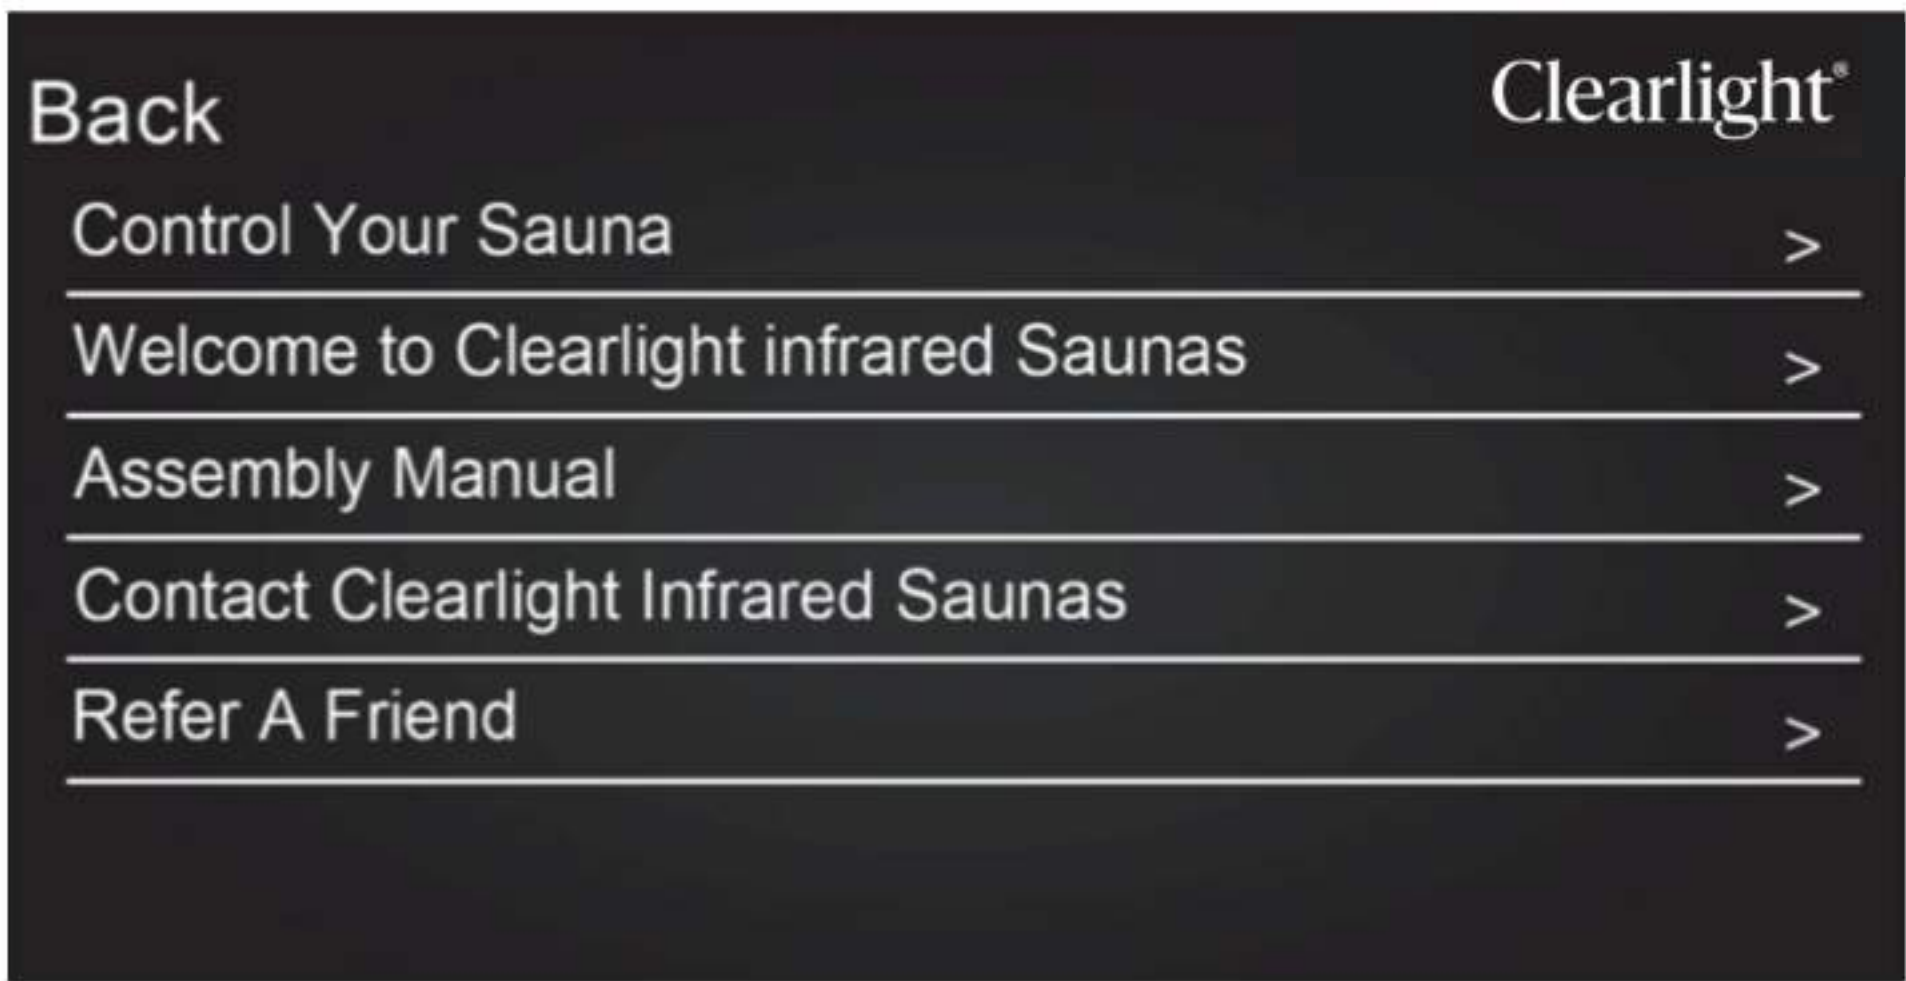 Back
Clearlight®
Control Your Sauna >
Welcome to Clearlight infrared Saunas >
Assembly Manual >
Contact Clearlight Infrared Saunas >
Refer A Friend >